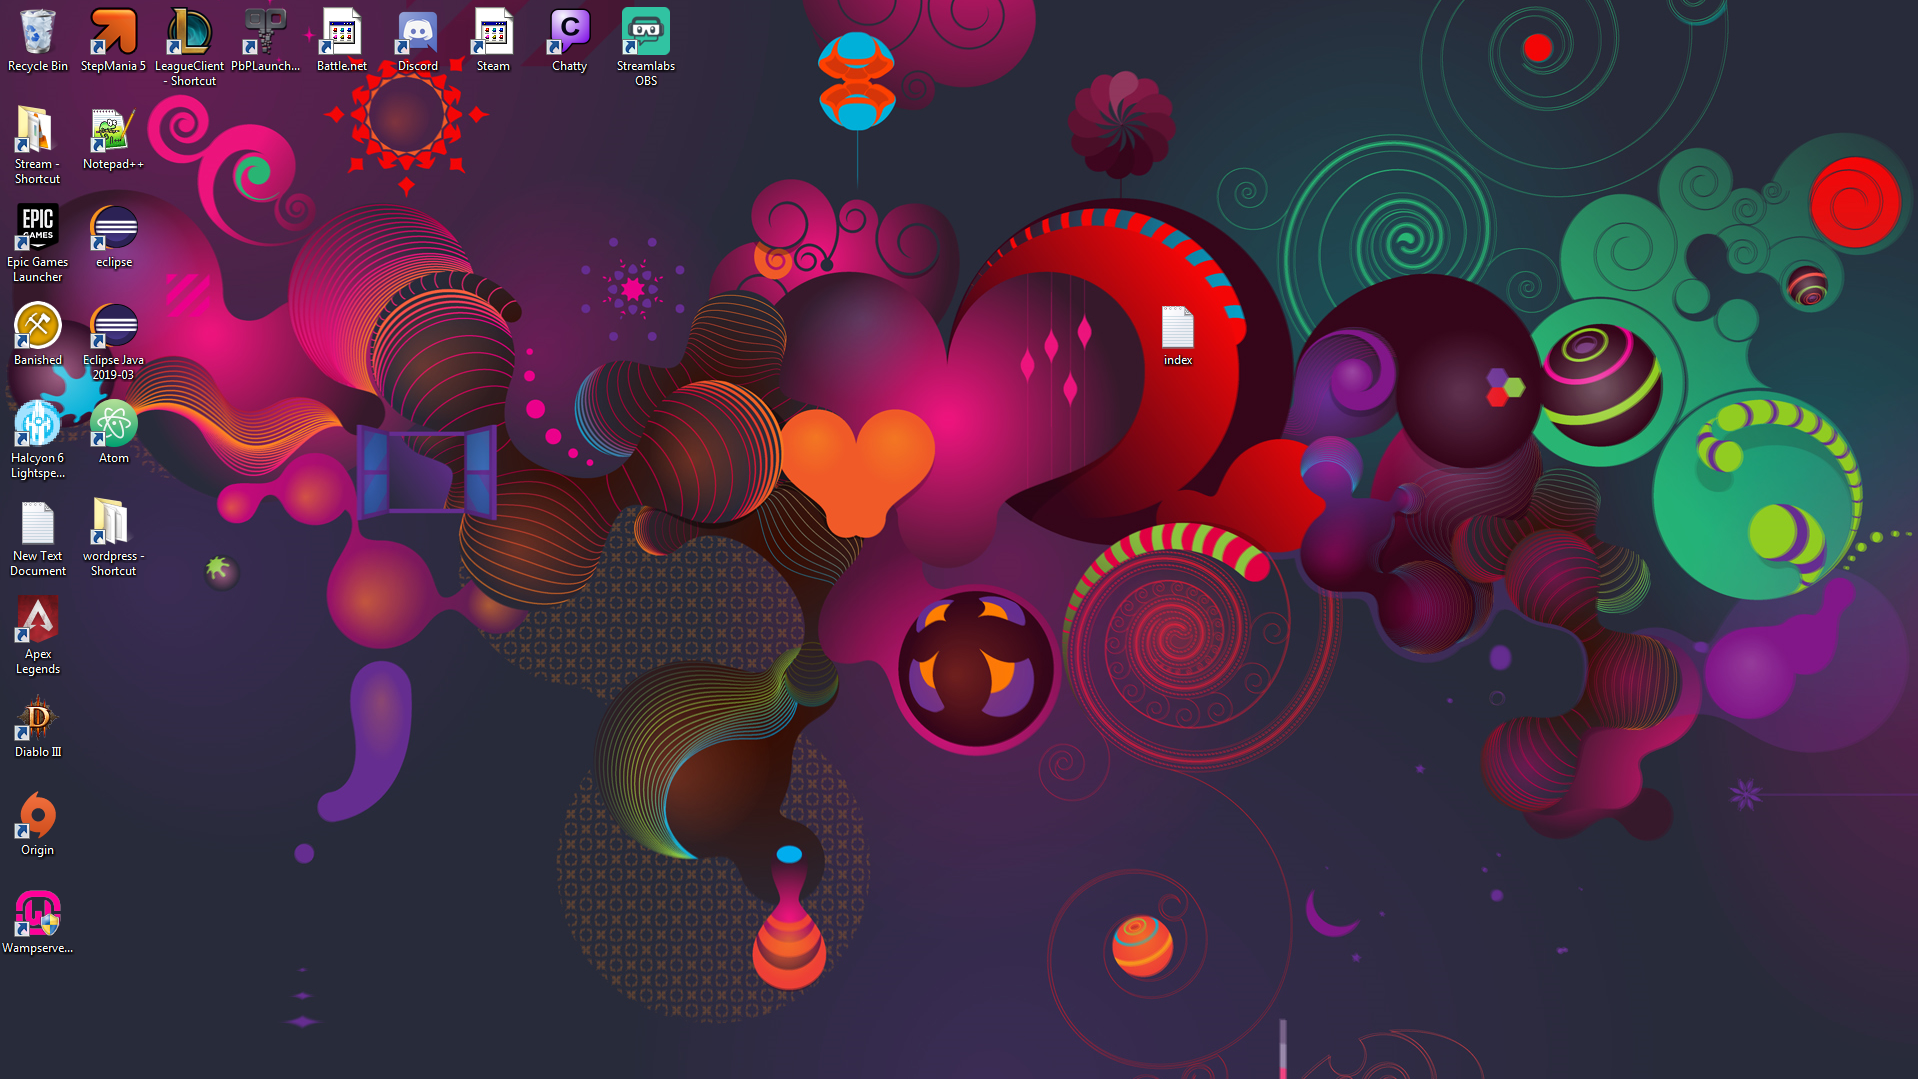 Recycle Bin
StepMania 5
LeagueClient
- Shortcut
PbPLaunch...
Battle.net
Discord
Steam
C
Chatty
Streamlabs
OBS
Stream -
Shortcut
Notepad++
EPIC
GAMES
Epic Games
Launcher
eclipse
Banished
Eclipse Java
2019-03
Halcyon 6
Lightspe...
Atom
New Text
Document
wordpress -
Shortcut
Apex
Legends
D
Diablo III
Origin
Wampserve...
index